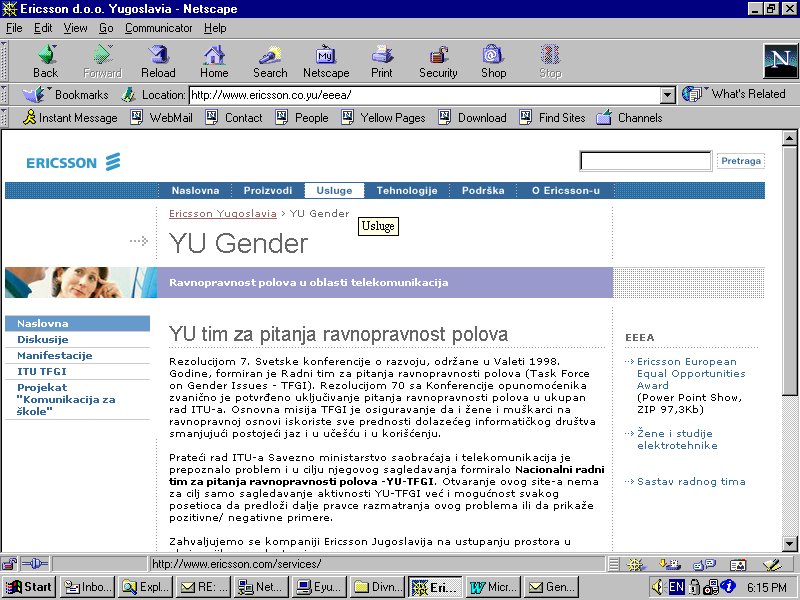 Ericsson d.o.o. Yugoslavia - Netscape
File Edit View Go Communicator Help
Back Forward Reload Home Search Netscape Print Security Shop Stop
My
N
Bookmarks Location: http://www.ericsson.co.yu/eeea/ What's Related
Instant Message WebMail Contact People Yellow Pages Download Find Sites Channels
ERICSSON
Pretraga
Naslovna Proizvodi Usluge Tehnologije Podrška O Ericsson-u
Ericsson Yugoslavia > YU Gender
Usluge
YU Gender
Ravnopravnost polova u oblasti telekomunikacija
Naslovna
Diskusije
Manifestacije
ITU TFGI
Projekat
"Komunikacija za
škole"
YU tim za pitanja ravnopravnost polova
Rezolucijom 7. Svetske konferencije o razvoju, održane u Valeti 1998.
Godine, formiran je Radni tim za pitanja ravnopravnosti polova (Task Force
on Gender Issues - TFGI). Rezolucijom 70 sa Konferencije opunomoćenika
zvanično je potvrđeno uključivanje pitanja ravnopravnosti polova u ukupan
rad ITU-a. Osnovna misija TFGI je osiguravanje da i žene i muškarci na
ravnopravnoj osnovi iskoriste sve prednosti dolazećeg informatičkog društva
smanjujući postojeći jaz i u učešću i u korišćenju.
Prateći rad ITU-a Savezno ministarstvo saobraćaja i telekomunikacija je
prepoznalo problem i u cilju njegovog sagledavanja formiralo Nacionalni radni
tim za pitanja ravnopravnosti polova -YU-TFGI. Otvaranje ovog site-a nema
za cilj samo sagledavanje aktivnosti YU-TFGI već i mogućnost svakog
posetioca da predloži dalje pravce razmatranja ovog problema ili da prikaže
pozitivne/ negativne primere.
Zahvaljujemo se kompaniji Ericsson Jugoslavija na ustupanju prostora u
EEEA
Ericsson European
Equal Opportunities
Award
(Power Point Show,
ZIP 97,3Kb)
Žene i studije
elektrotehnike
Sastav radnog tima
http://www.ericsson.com/services/
Start Inbo... Expl... RE: ... Net... Eyu... Divn... Eri... Micr... Gen... EN 6:15 PM